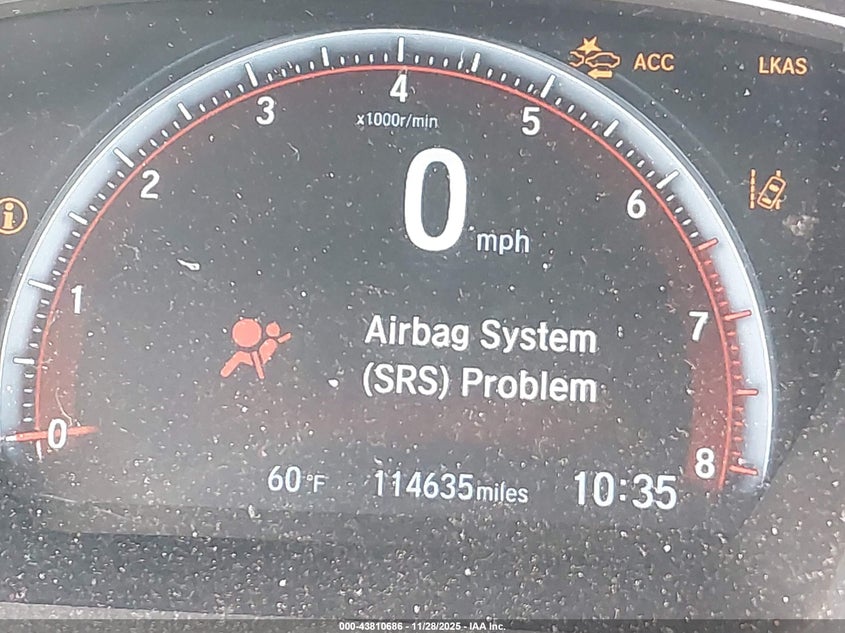 ACC
LKAS
4
x1000r/min
3
5
2
6
0 mph
1
7
Airbag System
(SRS) Problem
0
8
60°F 114635miles 10:35
000-43810686 - 11/28/2025 - IAA Inc.